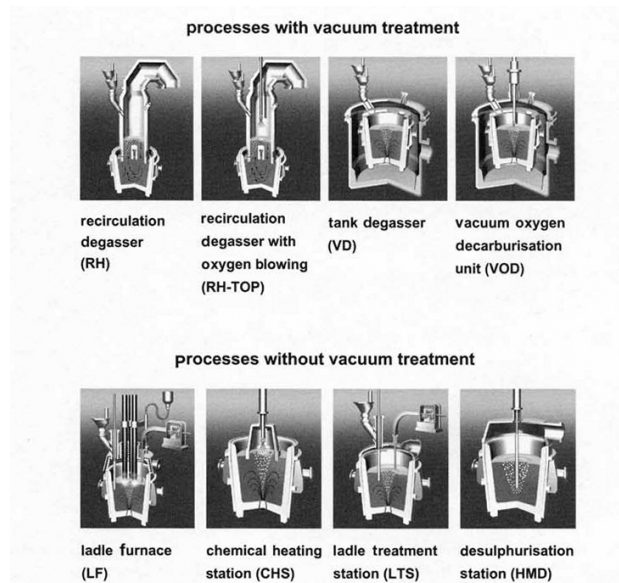 processes with vacuum treatment
recirculation
degasser
(RH)
recirculation
degasser with
oxygen blowing
(RH-TOP)
tank degasser
(VD)
vacuum oxygen
decarburisation
unit (VOD)
processes without vacuum treatment
ladle furnace
(LF)
chemical heating
station (CHS)
ladle treatment
station (LTS)
desulphurisation
station (HMD)